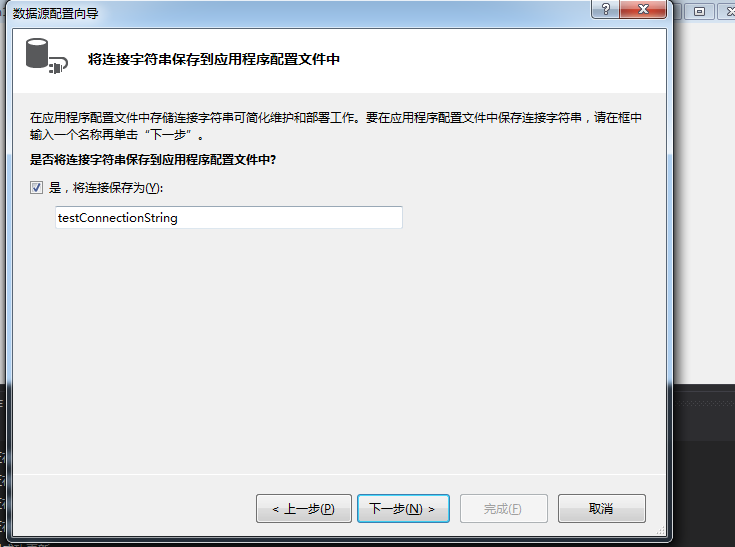 数据源配置向导
将连接字符串保存到应用程序配置文件中
在应用程序配置文件中存储连接字符串可简化维护和部署工作。要在应用程序配置文件中保存连接字符串，请在框中
输入一个名称再单击“下一步”。
是否将连接字符串保存到应用程序配置文件中?
是，将连接保存为(Y):
testConnectionString
< 上一步(P)
下一步(N) >
完成(F)
取消